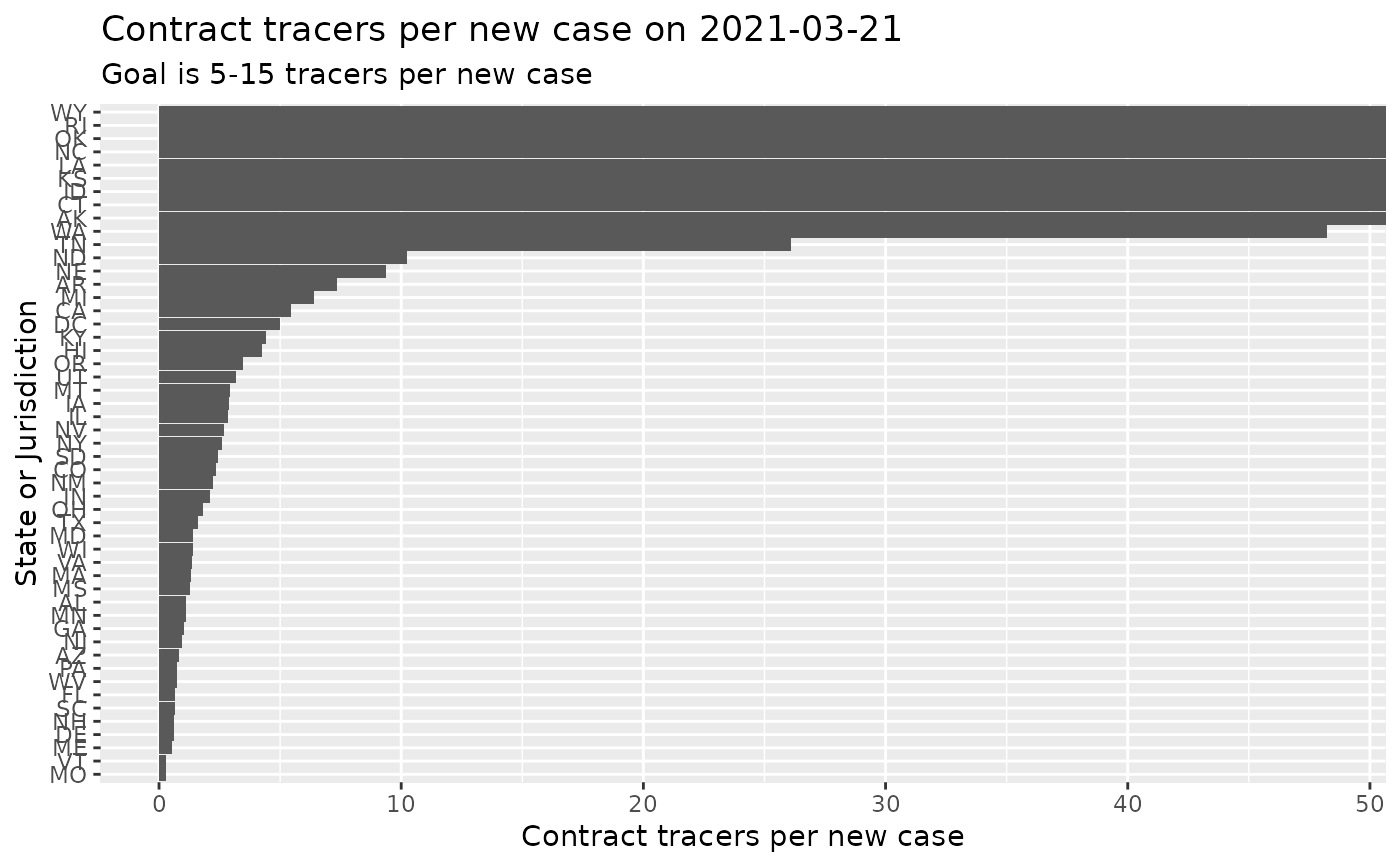 Contract tracers per new case on 2021-03-21
Goal is 5-15 tracers per new case
State or Jurisdiction
WY
RI
OK
NC
LA
KS
ID
CT
AK
WA
TN
ND
NE
AR
MI
CA
DC
KY
HI
OR
UT
MT
IA
IL
NV
NY
SD
CO
NM
IN
OH
TX
MD
WI
VA
MA
MS
AL
MN
GA
NJ
AZ
PA
WV
FL
SC
NH
DE
ME
VT
MO
0 10 20 30 40 50
Contract tracers per new case